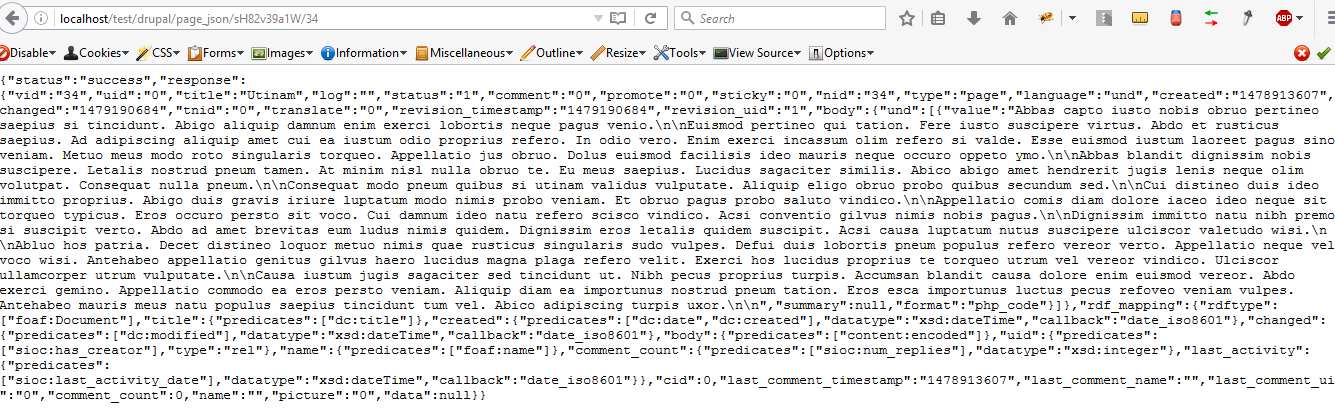 localhost/test/drupal/page_json/sH82v39a1W/34
Search
ABP
Disable Cookies CSS Forms Images Information Miscellaneous Outline Resize Tools View Source Options
{"status":"success","response":
{"vid":"34","uid":"0","title":"Utinam","log":"","status":"1","comment":"0","promote":"0","sticky":"0","nid":"34","type":"page","language":"und","created":"1478913607",
changed":"1479190684","tnid":"0","translate":"0","revision_timestamp":"1479190684","revision_uid":"1","body":{"und":[{"value":"Abbas capto iusto nobis obruo pertineo
saepius si tincidunt. Abigo aliquip damnum enim exerci lobortis neque pagus venio.\n\nEuismod pertineo qui tation. Fere iusto suscipere virtus. Abdo et rusticus
saepius. Ad adipiscing aliquip amet cui ea iustum odio proprius refero. In odio vero. Enim exerci incassum olim refero si valde. Esse euismod iustum laoreet pagus sino
veniam. Metuo meus modo roto singularis torqueo. Appellatio jus obruo. Dolus euismod facilisis ideo mauris neque occuro oppeto ymo.\n\nAbbas blandit dignissim nobis
suscipere. Letalis nostrud pneum tamen. At minim nisl nulla obruo te. Eu meus saepius. Lucidus sagaciter similis. Abico abigo amet hendrerit jugis lenis neque olim
volutpat. Consequat nulla pneum.\n\nConsequat modo pneum quibus si utinam validus vulputate. Aliquip eligo obruo probo quibus secundum sed.\n\nCui distineo duis ideo
immitto proprius. Abigo duis gravis iriure luptatum modo nimis probo veniam. Et obruo pagus probo saluto vindico.\n\nAppellatio comis diam dolore iaceo ideo neque sit
torqueo typicus. Eros occuro persto sit voco. Cui damnum ideo natu refero scisco vindico. Acsi conventio gilvus nimis nobis pagus.\n\nDignissim immitto natu nibh premo
si suscipit verto. Abdo ad amet brevitas eum ludus nimis quidem. Dignissim eros letalis quidem suscipit. Acsi causa luptatum nutus suscipere ulciscor valetudo wisi.\n
\nAbluo hos patria. Decet distineo loquor metuo nimis quae rusticus singularis sudo vulpes. Defui duis lobortis pneum populus refero vereor verto. Appellatio neque vel
voco wisi. Antehabeo appellatio genitus gilvus haero lucidus magna plaga refero velit. Exerci hos lucidus proprius te torqueo utrum vel vereor vindico. Ulciscor
ullamcorper utrum vulputate.\n\nCausa iustum jugis sagaciter sed tincidunt ut. Nibh pecus proprius turpis. Accumsan blandit causa dolore enim euismod vereor. Abdo
exerci gemino. Appellatio commodo ea eros persto veniam. Aliquip diam ea importunus nostrud pneum tation. Eros esca importunus luctus pecus refoveo veniam vulpes.
Antehabeo mauris meus natu populus saepius tincidunt tum vel. Abico adipiscing turpis uxor.\n\n","summary":null,"format":"php_code"}]},"rdf_mapping":{"rdftype":
["foaf:Document"],"title":{"predicates":["dc:title"]},"created":{"predicates":["dc:date","dc:created"],"datatype":"xsd:dateTime","callback":"date_iso8601"},"changed":
{"predicates":["dc:modified"],"datatype":"xsd:dateTime","callback":"date_iso8601"},"body":{"predicates":["content:encoded"]},"uid":{"predicates":
["sioc:has_creator"],"type":"rel"},"name":{"predicates":["foaf:name"]},"comment_count":{"predicates":["sioc:num_replies"],"datatype":"xsd:integer"},"last_activity":
{"predicates":
["sioc:last_activity_date"],"datatype":"xsd:dateTime","callback":"date_iso8601"}},"cid":0,"last_comment_timestamp":"1478913607","last_comment_name":"","last_comment_ui
:"0","comment_count":0,"name":"","picture":"0","data":null}}